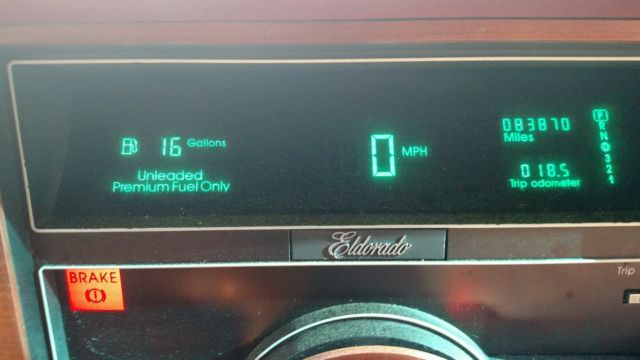 16 Gallons
Unleaded
Premium Fuel Only
0 MPH
083870
Miles
018.5
Trip odometer
P
R
N
D
3
2
1
Eldorado
BRAKE
Trip